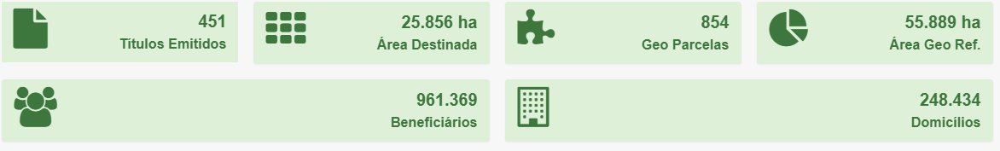 451
Títulos Emitidos
25.856 ha
Área Destinada
854
Geo Parcelas
55.889 ha
Área Geo Ref.
961.369
Beneficiários
248.434
Domicílios